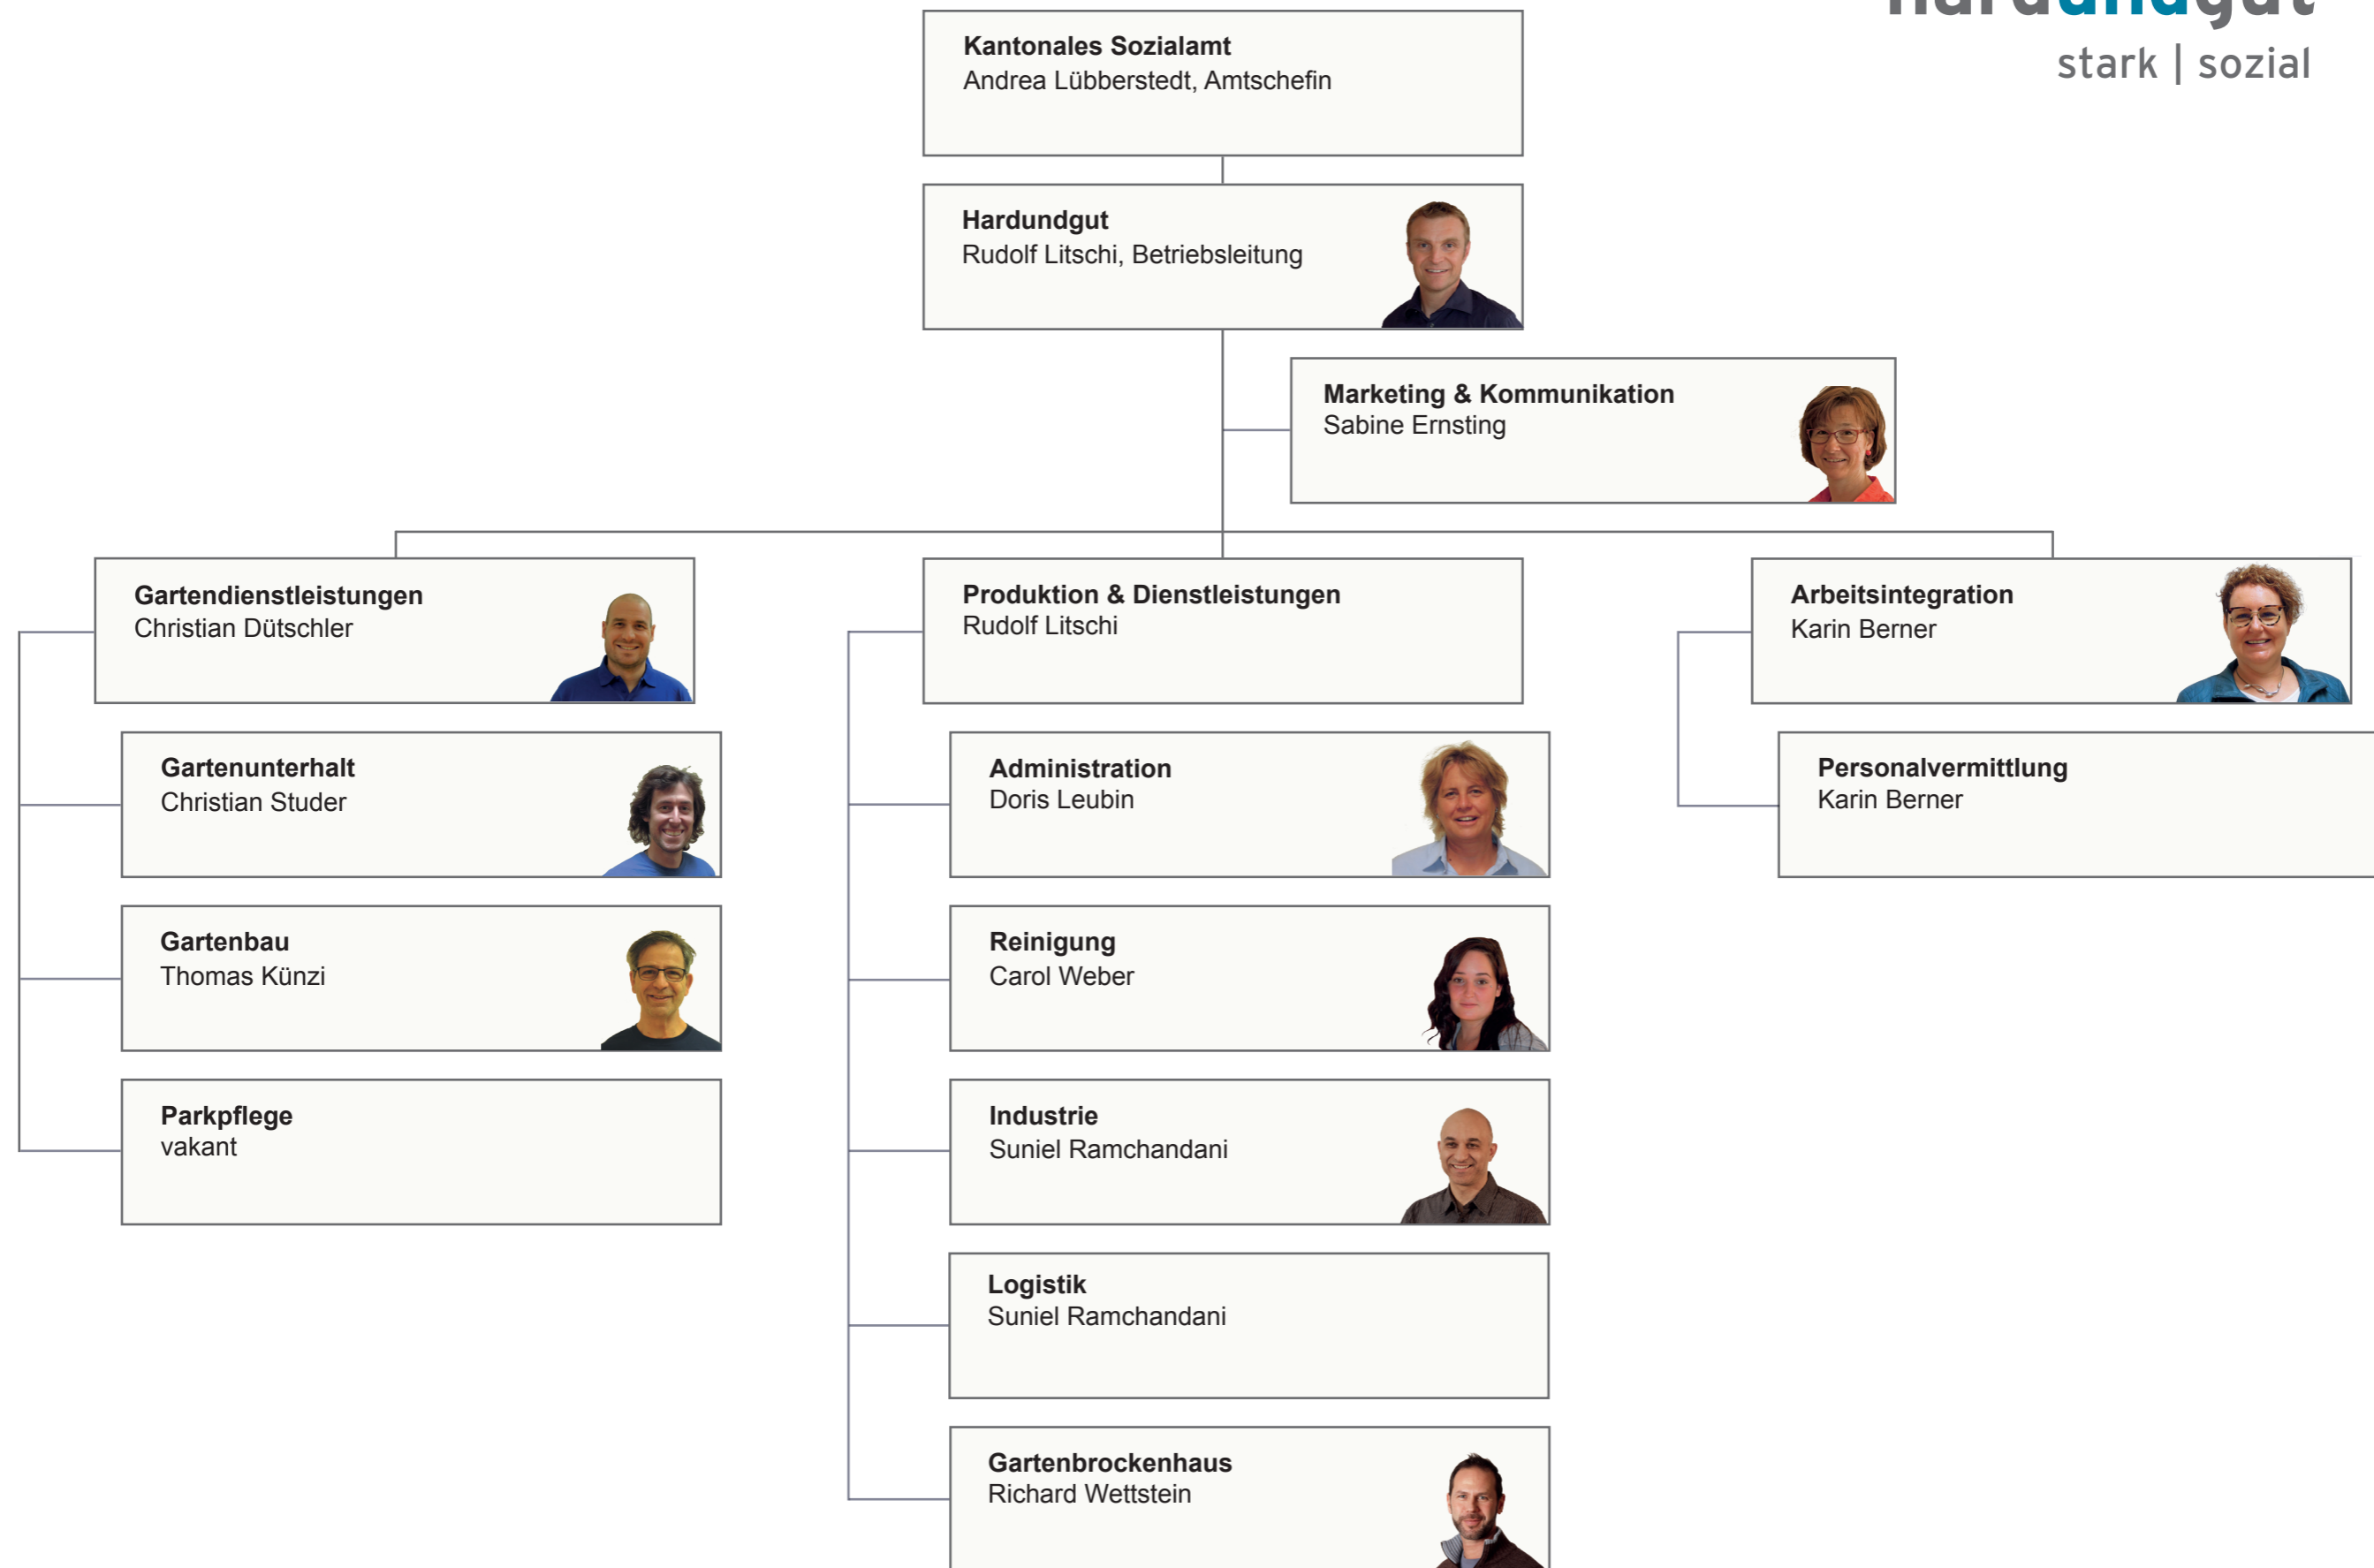 hardundgut
stark | sozial
Kantonales Sozialamt
Andrea Lübberstedt, Amtschefin
Hardundgut
Rudolf Litschi, Betriebsleitung
Marketing & Kommunikation
Sabine Ernsting
Gartendienstleistungen
Christian Dütschler
Gartenunterhalt
Christian Studer
Gartenbau
Thomas Künzi
Parkpflege
vakant
Produktion & Dienstleistungen
Rudolf Litschi
Administration
Doris Leubin
Reinigung
Carol Weber
Industrie
Suniel Ramchandani
Logistik
Suniel Ramchandani
Gartenbrockenhaus
Richard Wettstein
Arbeitsintegration
Karin Berner
Personalvermittlung
Karin Berner